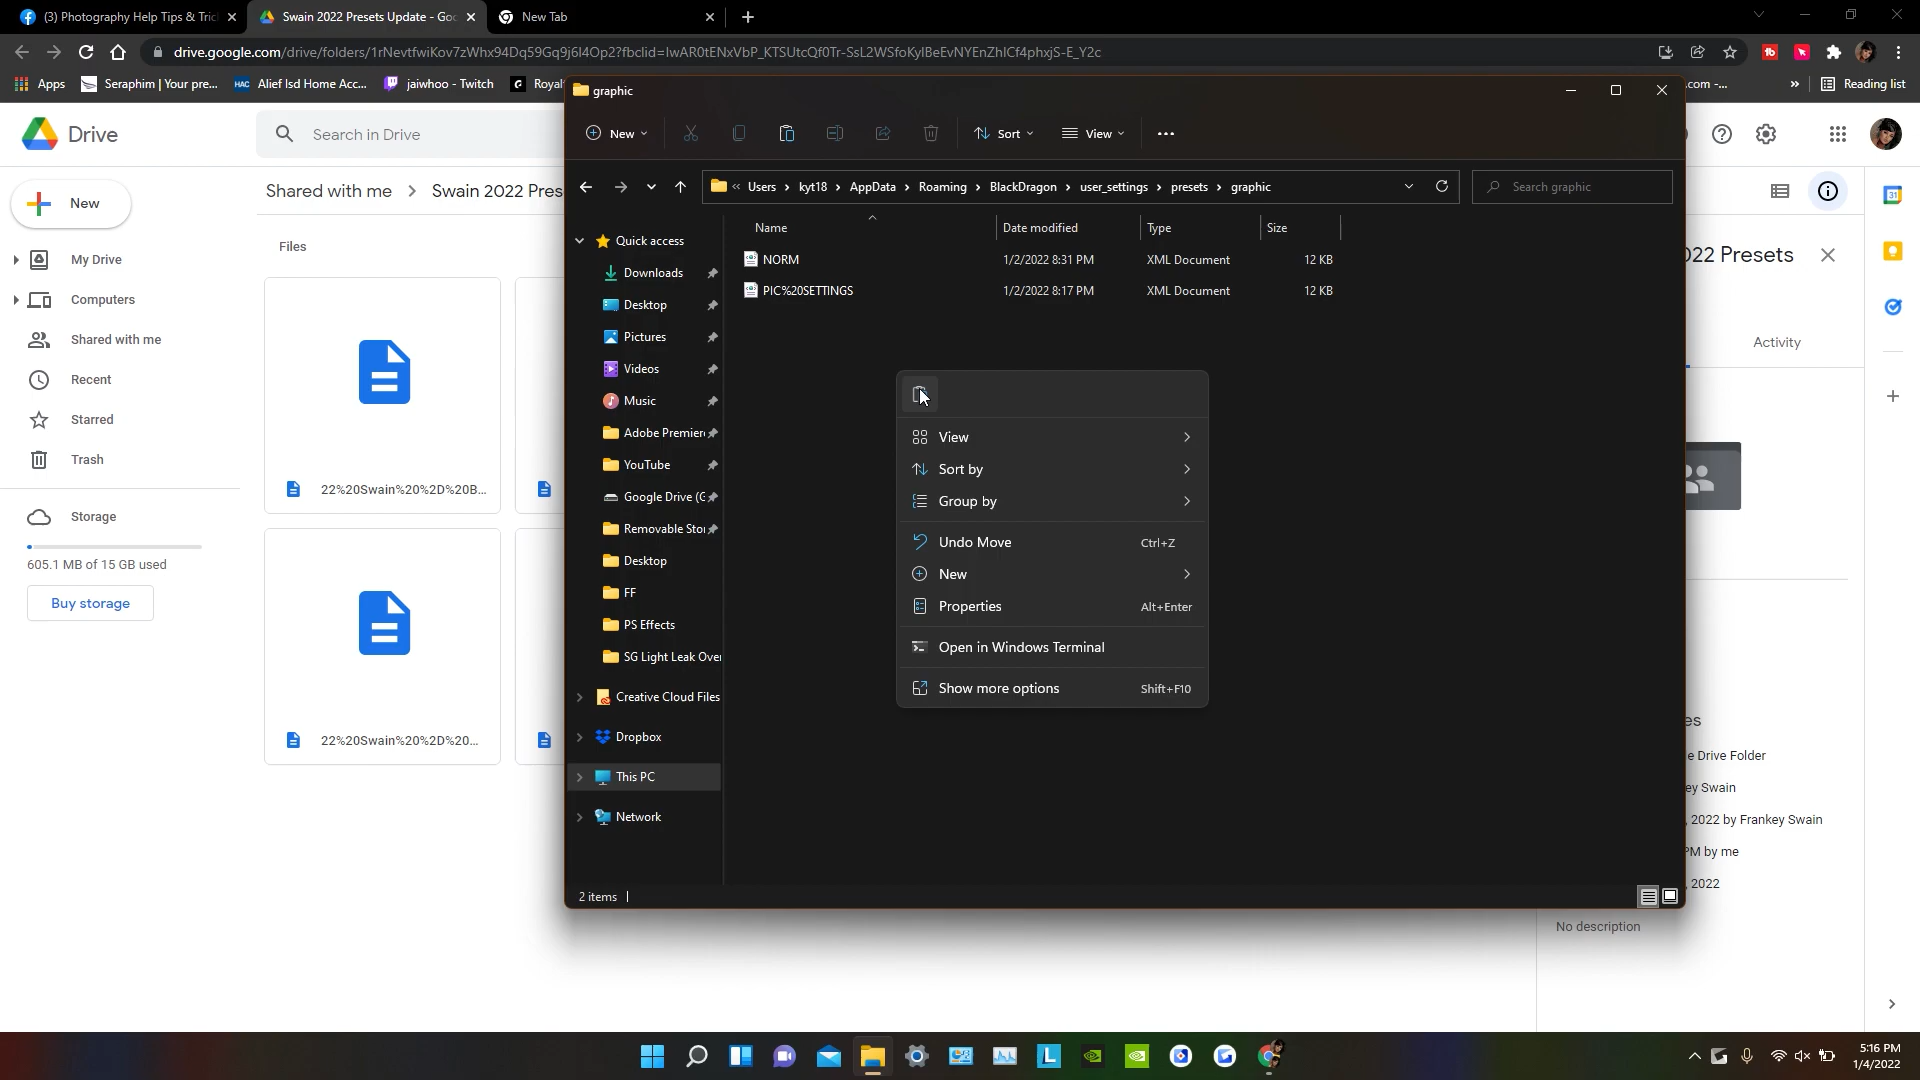 (3) Photography Help Tips & Tric
Swain 2022 Presets Update - Goo
New Tab
drive.google.com/drive/folders/1rNevtfwiKov7zWhx94Dq59Gq9j6I4Op2?fbclid=IwAR0tENxVbP_KTSUtcQf0Tr-SsL2WSfoKyIBeEvNYEnZhlCf4phxjS-E_Y2c
Apps
Seraphim | Your pre...
HAC
Alief Isd Home Acc...
jaiwhoo - Twitch
Royal
.com -...
»
Reading list
Drive
Search in Drive
New
Shared with me > Swain 2022 Pres
Files
My Drive
Computers
Shared with me
Recent
Starred
Trash
Storage
605.1 MB of 15 GB used
Buy storage
22%20Swain%20%2D%20B...
22%20Swain%20%2D%20...
graphic
New
Sort
View
« Users > kyt18 > AppData > Roaming > BlackDragon > user_settings > presets > graphic
Search graphic
Name Date modified Type Size
NORM 1/2/2022 8:31 PM XML Document 12 KB
PIC%20SETTINGS 1/2/2022 8:17 PM XML Document 12 KB
Quick access
Downloads
Desktop
Pictures
Videos
Music
Adobe Premier
YouTube
Google Drive (G
Removable Stor
Desktop
FF
PS Effects
SG Light Leak Over
Creative Cloud Files
Dropbox
This PC
Network
View
Sort by
Group by
Undo Move Ctrl+Z
New
Properties Alt+Enter
Open in Windows Terminal
Show more options Shift+F10
2 items
022 Presets
Activity
es
e Drive Folder
ey Swain
, 2022 by Frankey Swain
PM by me
, 2022
No description
31
5:16 PM
1/4/2022